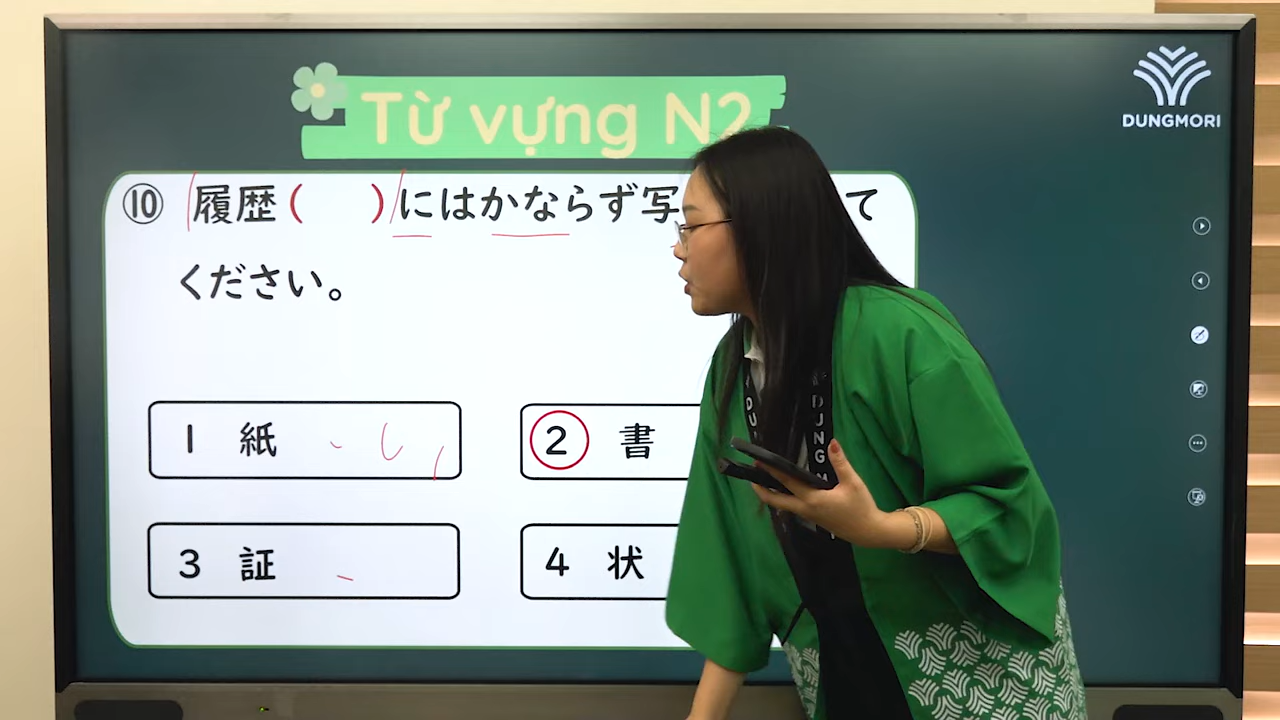 Từ vựng N2
DUNGMORI
⑩ 履歴( )にはかならず写 て
ください。
1 紙
2 書
3 証
4 状